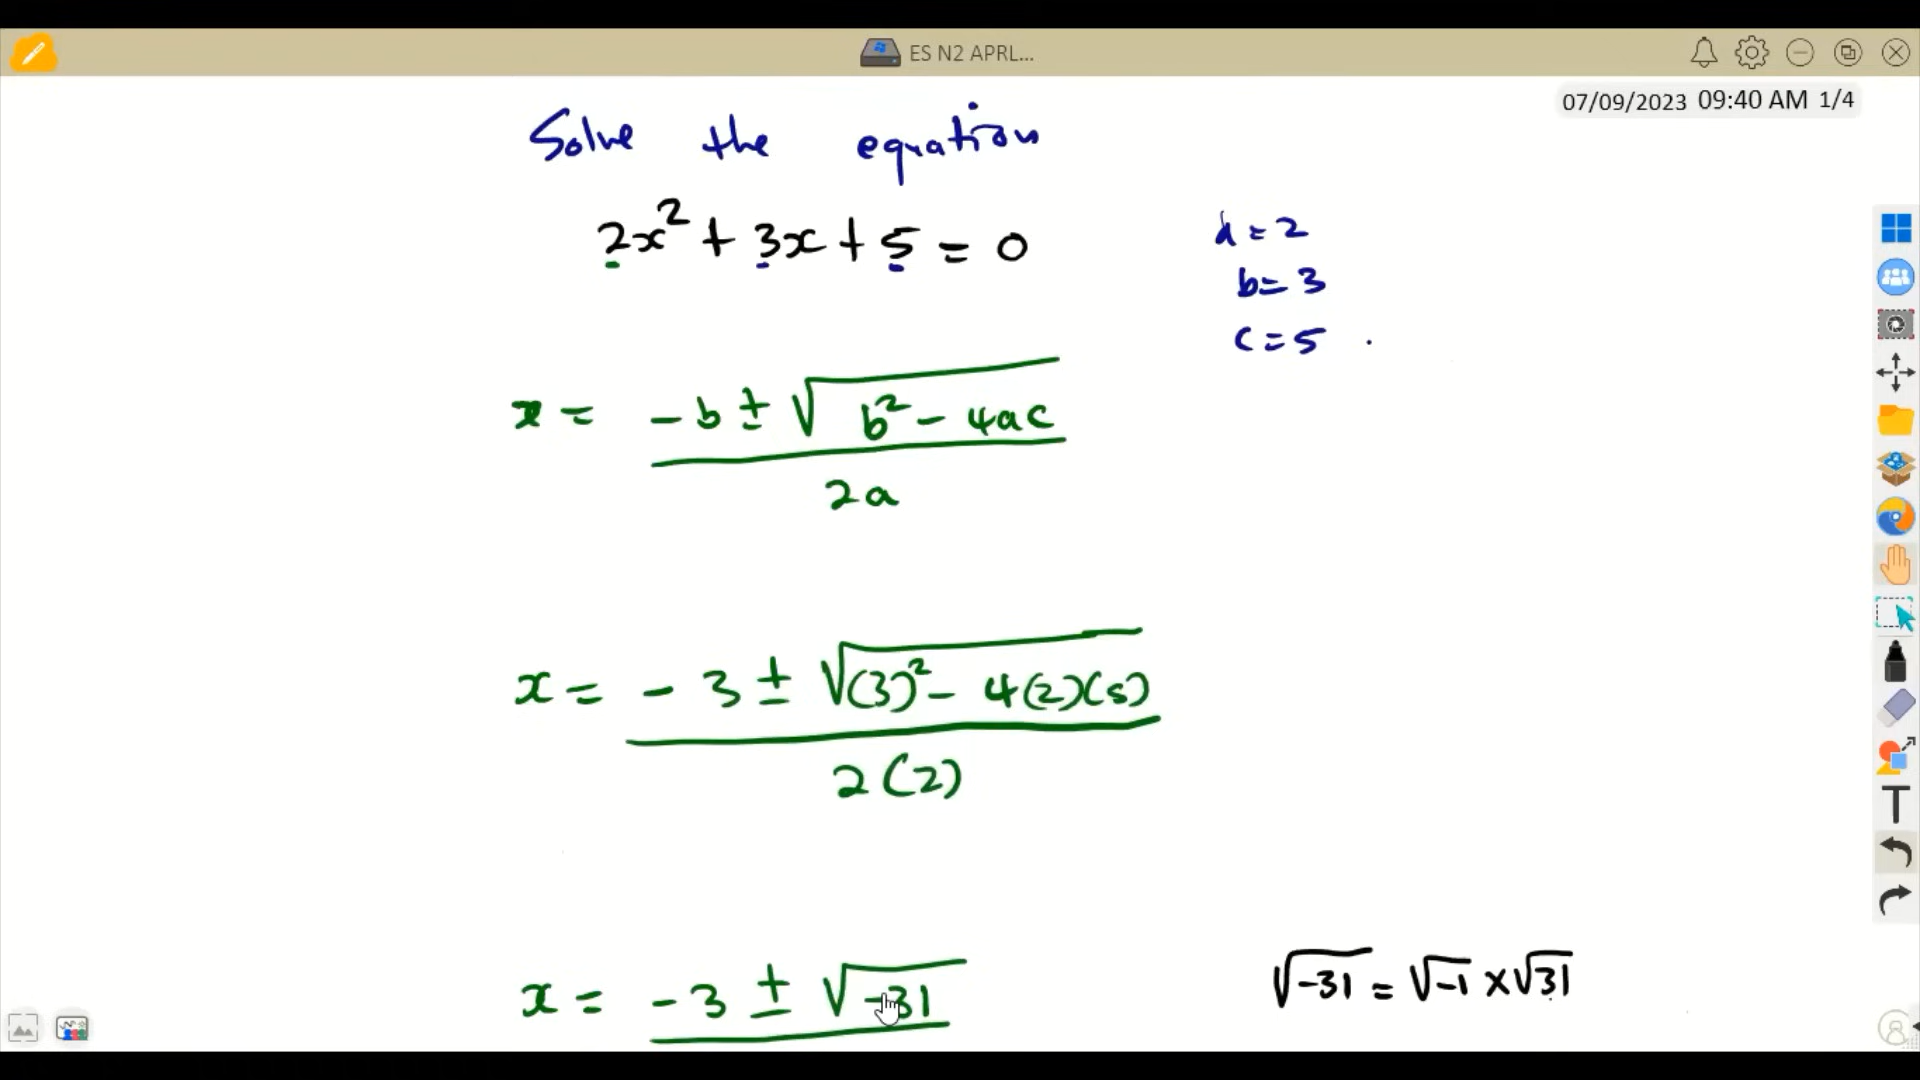 ES N2 APRL...
07/09/2023 09:40 AM 1/4
Solve the equation
2x² + 3x + 5 = 0
a = 2
b = 3
c = 5
x = -b ± √(b² - 4ac)
2a
x = -3 ± √((3)² - 4(2)(5))
2(2)
x = -3 ± √-31
√-31 = √-1 × √31
T